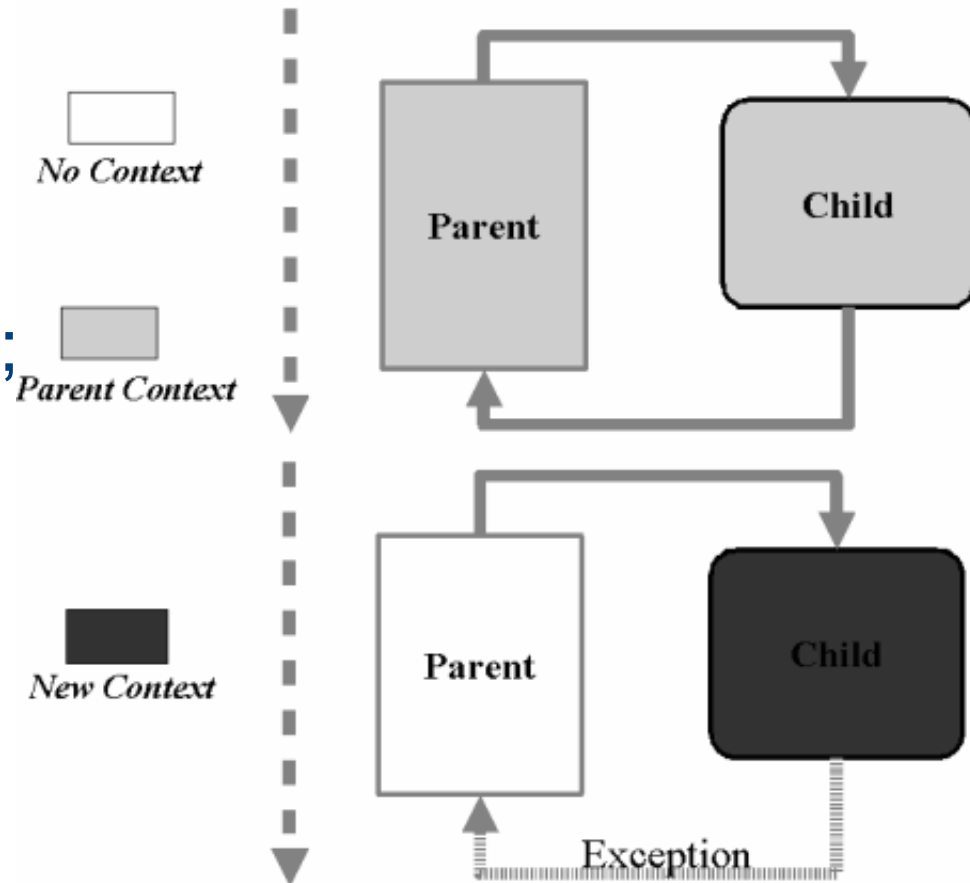 No Context
;
Parent Context
New Context
Parent
Child
Parent
Child
Exception